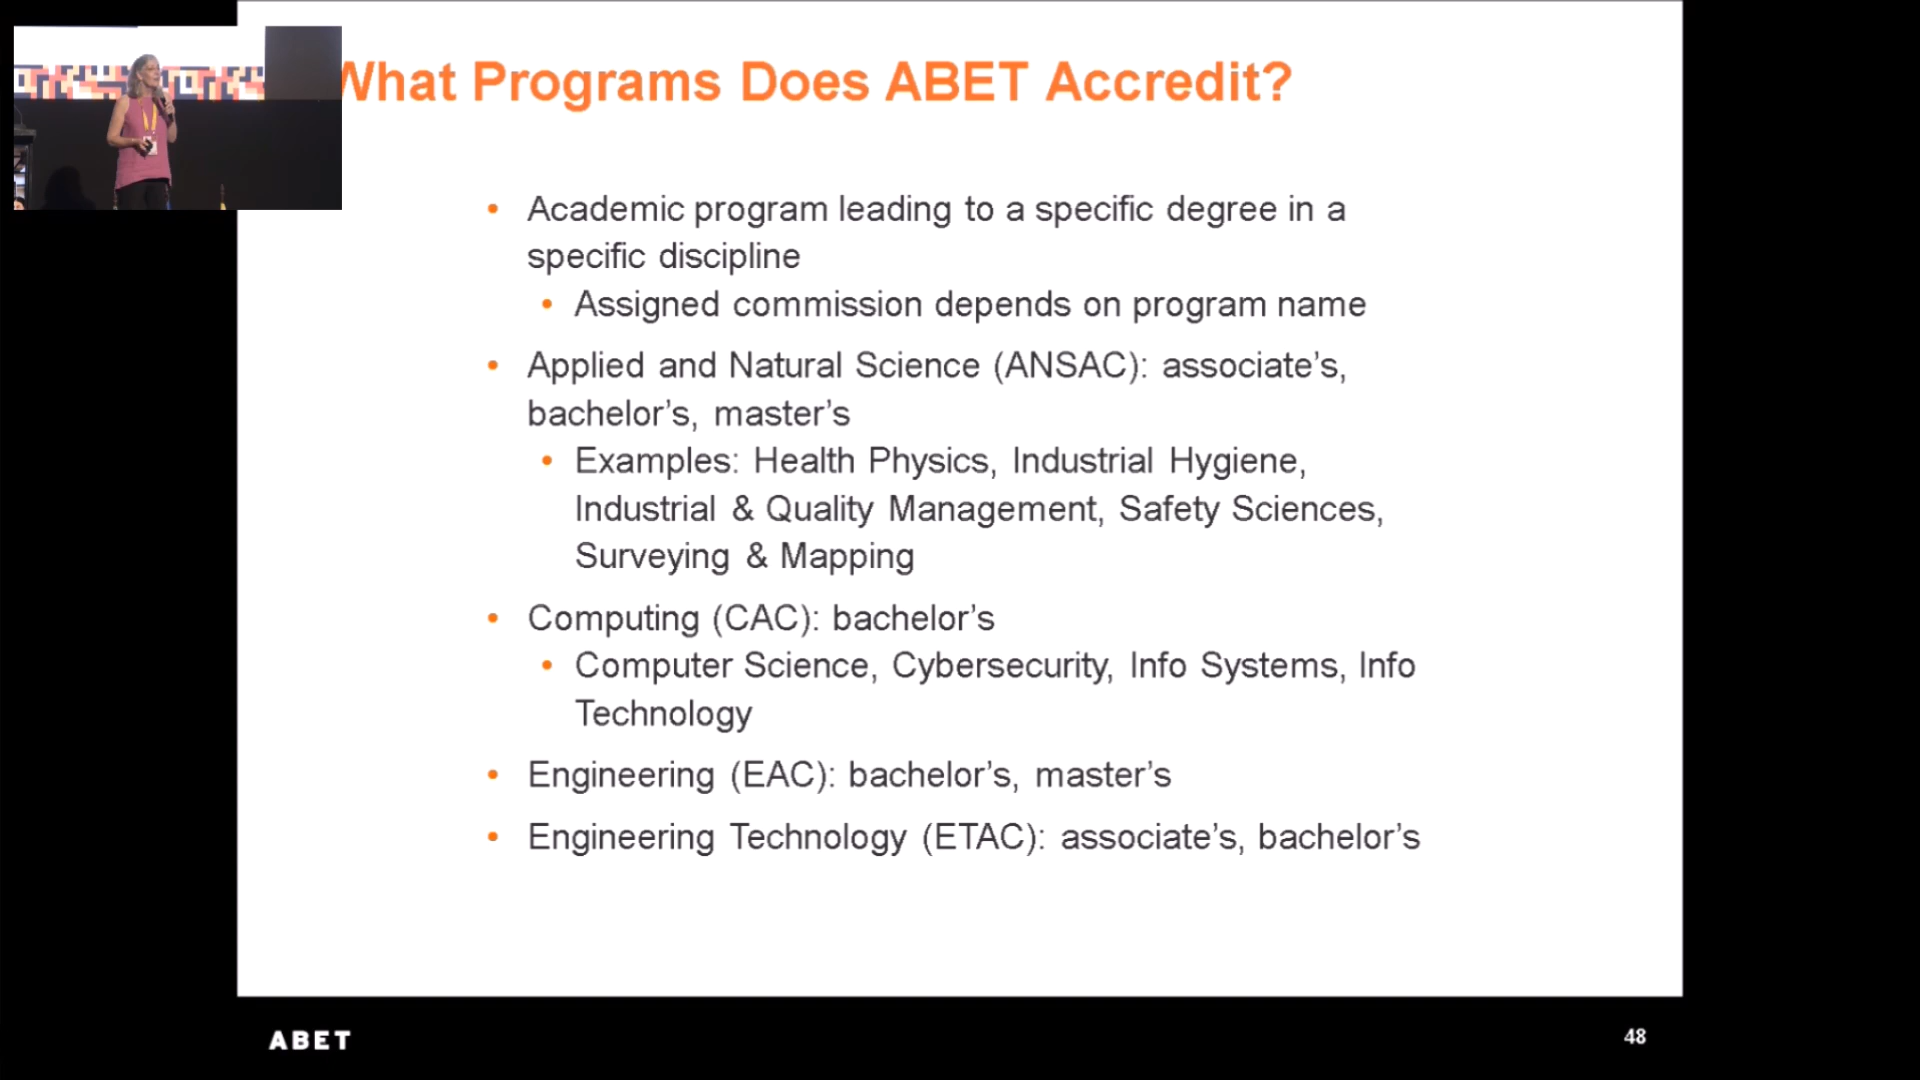 What Programs Does ABET Accredit?
• Academic program leading to a specific degree in a
specific discipline
• Assigned commission depends on program name
• Applied and Natural Science (ANSAC): associate’s,
bachelor’s, master’s
• Examples: Health Physics, Industrial Hygiene,
Industrial & Quality Management, Safety Sciences,
Surveying & Mapping
• Computing (CAC): bachelor’s
• Computer Science, Cybersecurity, Info Systems, Info
Technology
• Engineering (EAC): bachelor’s, master’s
• Engineering Technology (ETAC): associate’s, bachelor’s
ABET
48